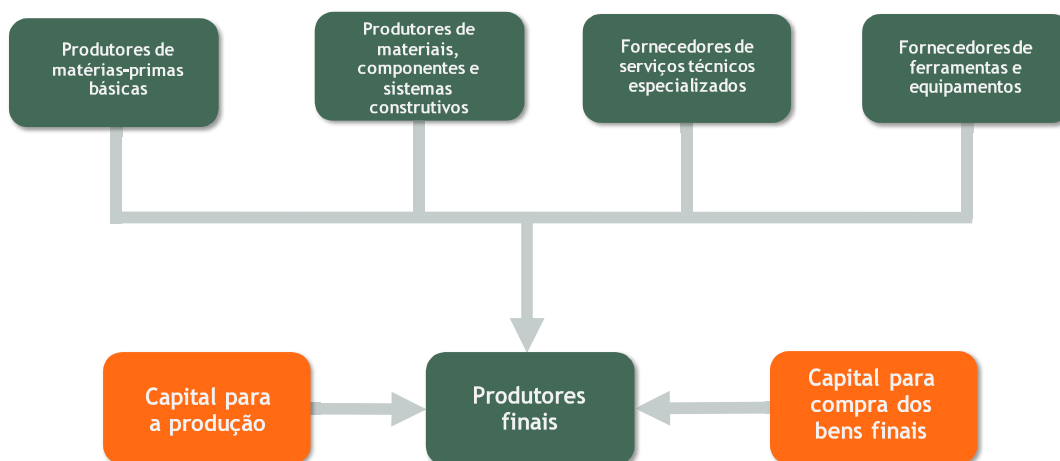 Produtores de
matérias-primas
básicas
Produtores de
materiais,
componentes e
sistemas
construtivos
Fornecedores de
serviços técnicos
especializados
Fornecedores de
ferramentas e
equipamentos
Capital para
a produção
Produtores
finais
Capital para
compra dos
bens finais